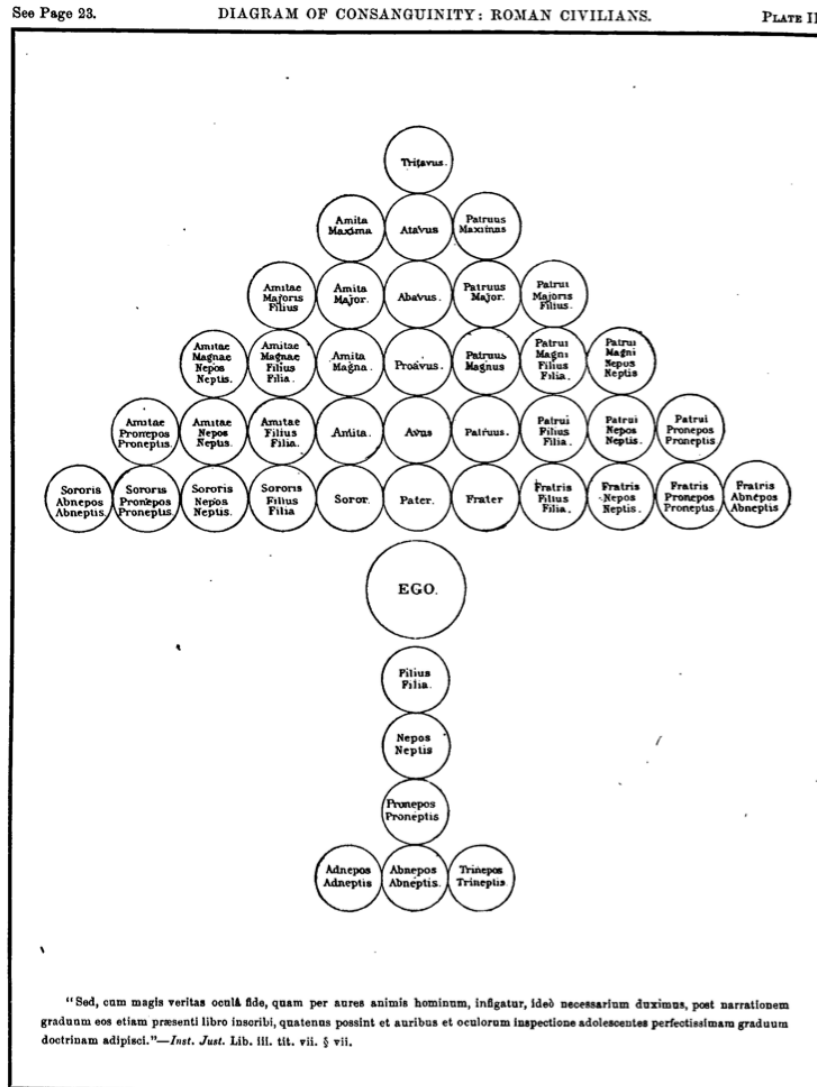 See Page 23. DIAGRAM OF CONSANGUINITY: ROMAN CIVILIANS. PLATE II
Tritavus.
Amita Maxima Atavus Patruus Maximus
Amitae Majoris Filius Amita Major. Abavus. Patruus Major. Patrui Majoris Filius.
Amitae Magnae Nepos Neptis. Amitae Magnae Filius Filia. Amita Magna. Proavus. Patruus Magnus Patrui Magni Filius Filia. Patrui Magni Nepos Neptis
Amitae Pronepos Proneptis. Amitae Nepos Neptis. Amitae Filius Filia. Amita. Avus Patruus. Patrui Filius Filia. Patrui Nepos Neptis. Patrui Pronepos Proneptis
Sororis Abnepos Abneptis. Sororis Pronepos Proneptis. Sororis Nepos Neptis. Sororis Filius Filia Soror. Pater. Frater Fratris Filius Filia. Fratris Nepos Neptis. Fratris Pronepos Proneptis. Fratris Abnepos Abneptis
EGO.
Filius
Filia.
Nepos
Neptis
Pronepos
Proneptis
Adnepos Adneptis Abnepos Abneptis. Trinepos Trineptis.
"Sed, cum magis veritas oculâ fide, quam per aures animis hominum, infigatur, ideò necessarium duximus, post narrationem
graduum eos etiam præsenti libro inscribi, quatenus possint et auribus et oculorum inspectione adolescentes perfectissimam graduum
doctrinam adipisci."—Inst. Just. Lib. iii. tit. vii. § vii.